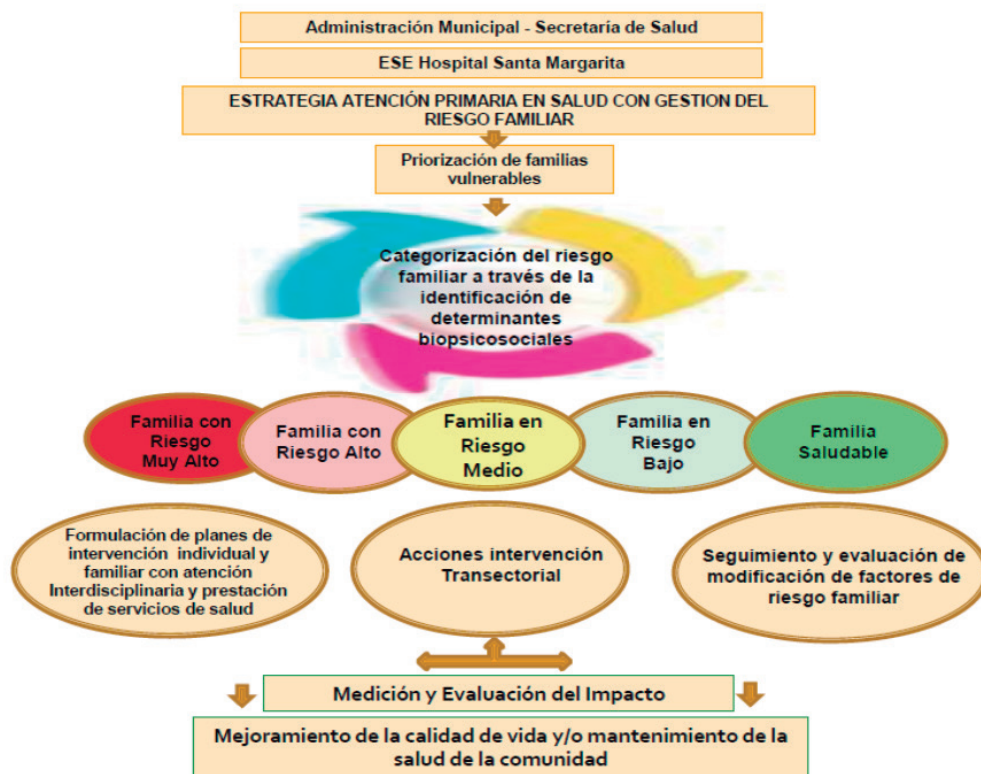 Administración Municipal - Secretaría de Salud
ESE Hospital Santa Margarita
ESTRATEGIA ATENCIÓN PRIMARIA EN SALUD CON GESTION DEL
RIESGO FAMILIAR
Priorización de familias
vulnerables
Categorización del riesgo
familiar a través de la
identificación de
determinantes
biopsicosociales
Familia con
Riesgo
Muy Alto
Familia con
Riesgo Alto
Familia en
Riesgo
Medio
Familia en
Riesgo
Bajo
Familia
Saludable
Formulación de planes de
intervención individual y
familiar con atención
Interdisciplinaria y prestación
de servicios de salud
Acciones intervención
Transectorial
Seguimiento y evaluación de
modificación de factores de
riesgo familiar
Medición y Evaluación del Impacto
Mejoramiento de la calidad de vida y/o mantenimiento de la
salud de la comunidad